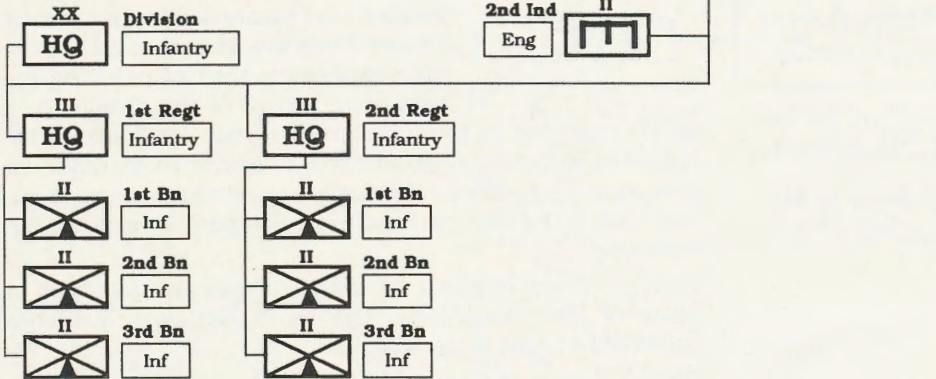 XX
Division
HQ
Infantry
2nd Ind
II
Eng
III
1st Regt
HQ
Infantry
II
1st Bn
Inf
II
2nd Bn
Inf
II
3rd Bn
Inf
III
2nd Regt
HQ
Infantry
II
1st Bn
Inf
II
2nd Bn
Inf
II
3rd Bn
Inf